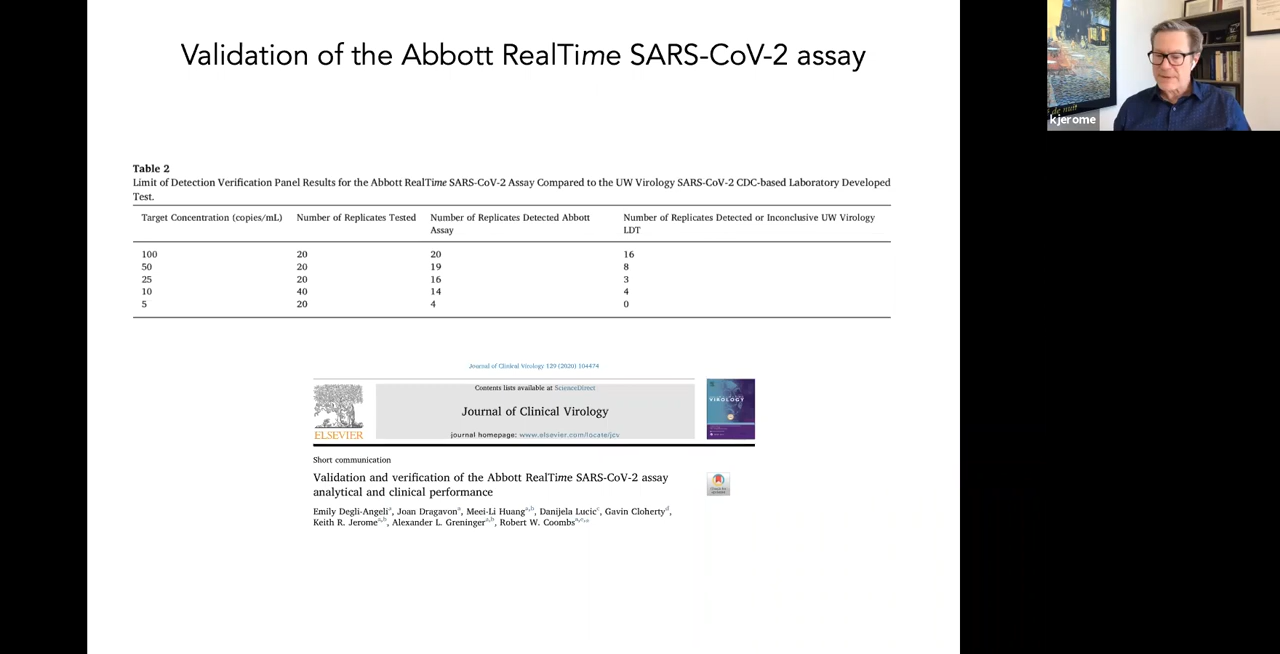 Validation of the Abbott RealTime SARS-CoV-2 assay
kjerome
Table 2
Limit of Detection Verification Panel Results for the Abbott RealTime SARS-CoV-2 Assay Compared to the UW Virology SARS-CoV-2 CDC-based Laboratory Developed
Test.
Target Concentration (copies/mL) Number of Replicates Tested Number of Replicates Detected Abbott Assay Number of Replicates Detected or Inconclusive UW Virology LDT
100 20 20 16
50 20 19 8
25 20 16 3
10 40 14 4
5 20 4 0
Journal of Clinical Virology 129 (2020) 104474
Contents lists available at ScienceDirect
Journal of Clinical Virology
journal homepage: www.elsevier.com/locate/jcv
ELSEVIER
VIROLOGY
Short communication
Validation and verification of the Abbott RealTime SARS-CoV-2 assay
analytical and clinical performance
Emily Degli-Angeli, Joan Dragavon, Meei-Li Huang, Danijela Lucic, Gavin Cloherty,
Keith R. Jerome, Alexander L. Greninger, Robert W. Coombs